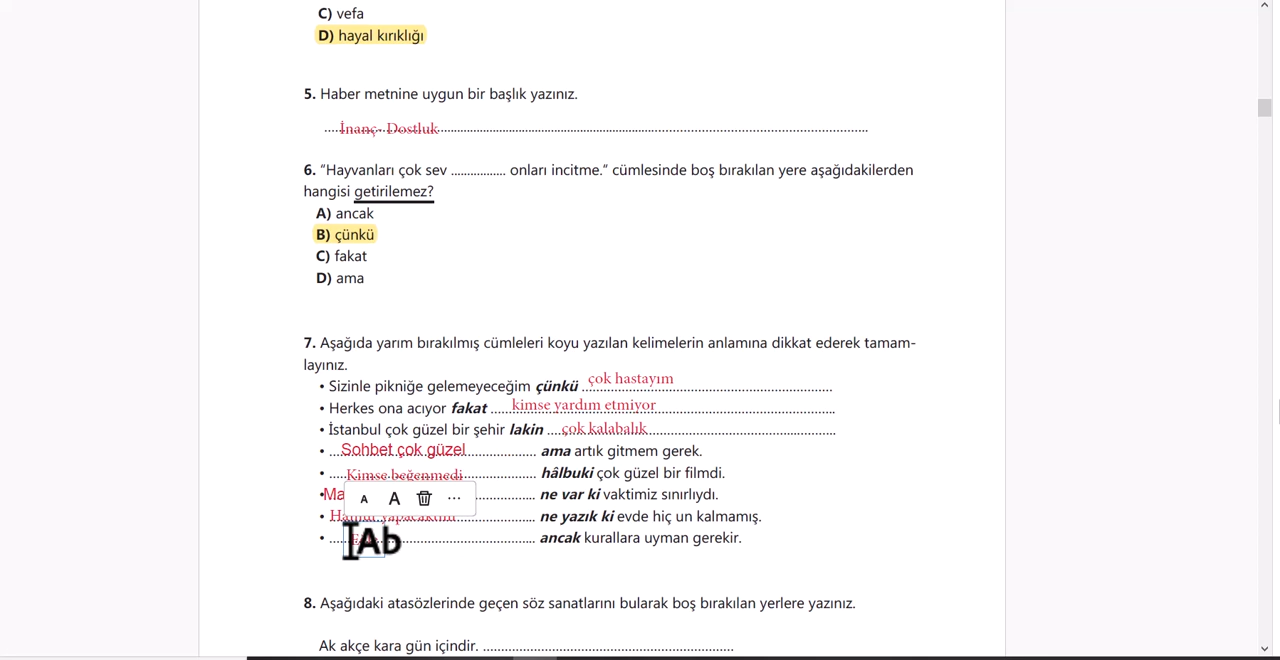 C) vefa
D) hayal kırıklığı
5. Haber metnine uygun bir başlık yazınız.
İnanç- Dostluk
6. “Hayvanları çok sev ................ onları incitme.” cümlesinde boş bırakılan yere aşağıdakilerden
hangisi getirilemez?
A) ancak
B) çünkü
C) fakat
D) ama
7. Aşağıda yarım bırakılmış cümleleri koyu yazılan kelimelerin anlamına dikkat ederek tamam-
layınız.
• Sizinle pikniğe gelemeyeceğim çünkü çok hastayım
• Herkes ona acıyor fakat kimse yardım etmiyor
• İstanbul çok güzel bir şehir lakin çok kalabalık
• Sohbet çok güzel ama artık gitmem gerek.
• Kimse beğenmedi hâlbuki çok güzel bir filmdi.
• ne var ki vaktimiz sınırlıydı.
• yapacaktım ne yazık ki evde hiç un kalmamış.
• ancak kurallara uyman gerekir.
A A ...
Ab
8. Aşağıdaki atasözlerinde geçen söz sanatlarını bularak boş bırakılan yerlere yazınız.
Ak akçe kara gün içindir.